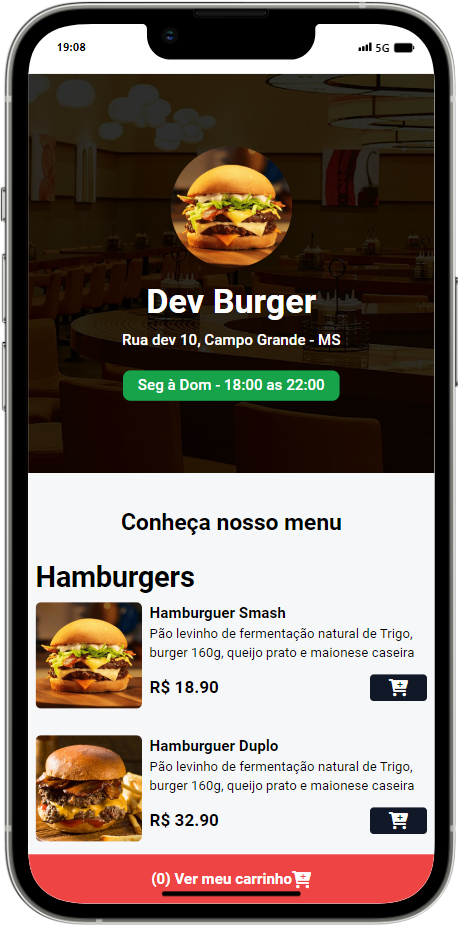 19:08
5G
Dev Burger
Rua dev 10, Campo Grande - MS
Seg à Dom - 18:00 as 22:00
Conheça nosso menu
Hamburgers
Hamburguer Smash
Pão levinho de fermentação natural de Trigo,
burger 160g, queijo prato e maionese caseira
R$ 18.90
Hamburguer Duplo
Pão levinho de fermentação natural de Trigo,
burger 160g, queijo prato e maionese caseira
R$ 32.90
(0) Ver meu carrinho